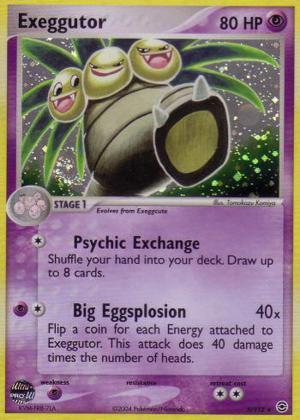 Exeggutor 80 HP
Illus. Tomokazu Komiya
STAGE 1
Evolves from Exeggcute
Psychic Exchange
Shuffle your hand into your deck. Draw up
to 8 cards.
Big Eggsplosion 40x
Flip a coin for each Energy attached to
Exeggutor. This attack does 40 damage
times the number of heads.
weakness resistance retreat cost
Ultra
PRO
©2004 Pokémon/Nintendo